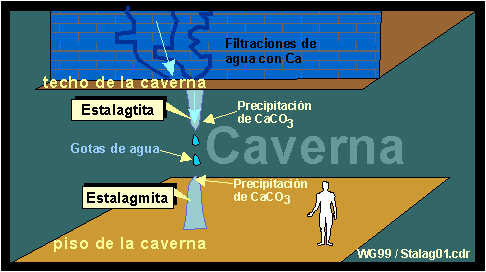 Filtraciones de
agua con Ca
techo de la caverna
Estalagtita
Precipitación
de CaCO3
Gotas de agua
Caverna
Precipitación
de CaCO3
Estalagmita
piso de la caverna
WG99 / Stalag01.cdr